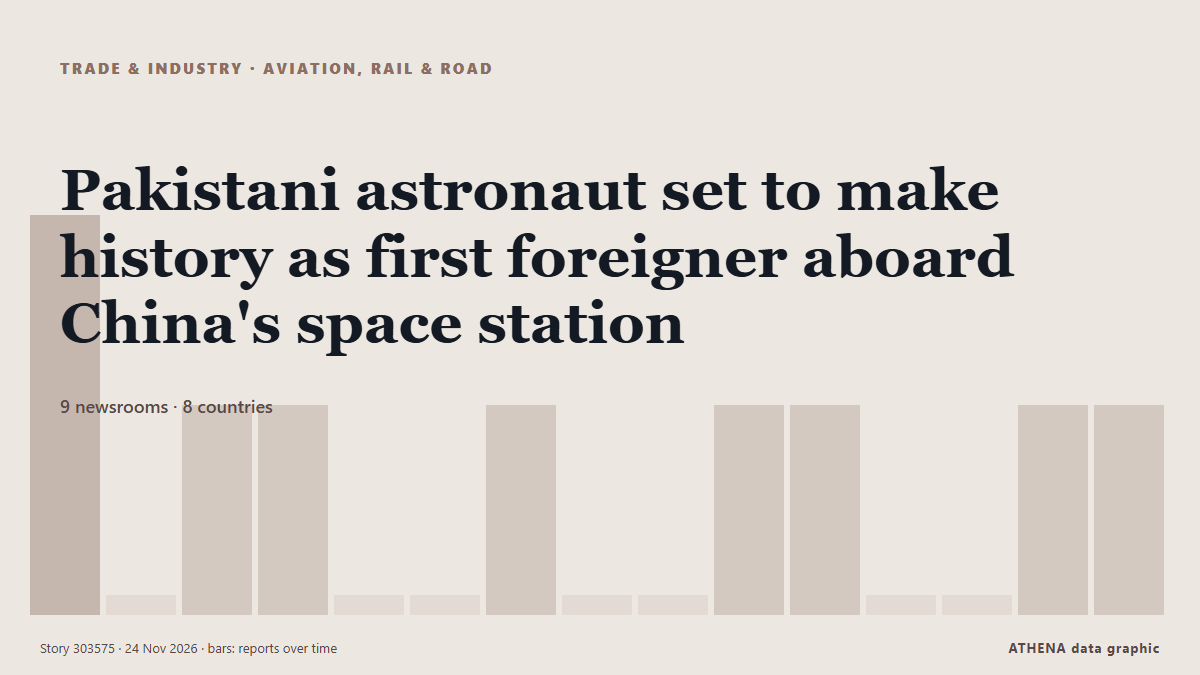 TRADE & INDUSTRY · AVIATION, RAIL & ROAD
Pakistani astronaut set to make
history as first foreigner aboard
China's space station
9 newsrooms · 8 countries
Story 303575 · 24 Nov 2026 · bars: reports over time
ATHENA data graphic